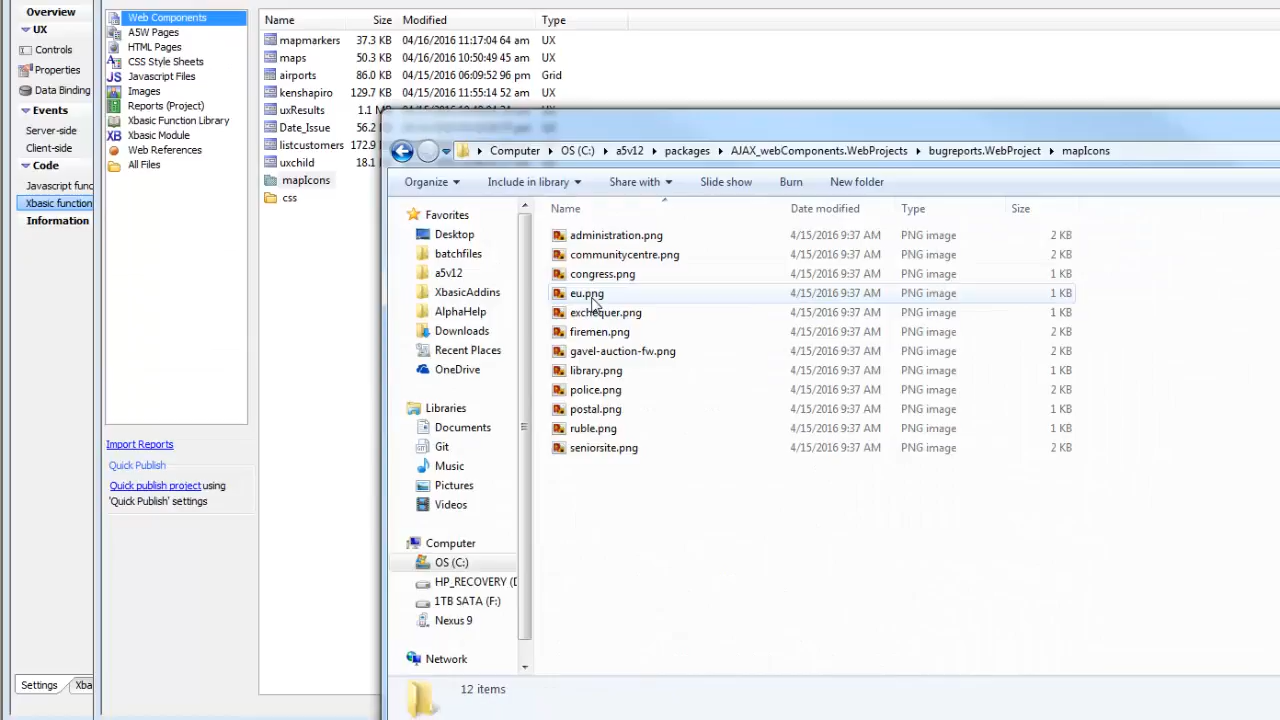 Overview
UX
Controls
Properties
Data Binding
Events
Server-side
Client-side
Code
Javascript func
Xbasic function
Information
Settings
Xba
Web Components
A5W Pages
HTML Pages
CSS Style Sheets
Javascript Files
Images
Reports (Project)
Xbasic Function Library
Xbasic Module
Web References
All Files
Import Reports
Quick Publish
Quick publish project using
'Quick Publish' settings
Name Size Modified Type
mapmarkers 37.3 KB 04/16/2016 11:17:04 64 am UX
maps 50.3 KB 04/16/2016 10:50:49 45 am UX
airports 86.0 KB 04/15/2016 06:09:52 96 pm Grid
kenshapiro 129.7 KB 04/15/2016 11:55:14 52 am UX
uxResults 1.1 M
Date_Issue 56.2
listcustomers 172.9
uxchild 18.1
mapIcons
css
Computer OS (C:) a5v12 packages AJAX_webComponents.WebProjects bugreports.WebProject mapIcons
Organize Include in library Share with Slide show Burn New folder
Favorites
Desktop
batchfiles
a5v12
XbasicAddins
AlphaHelp
Downloads
Recent Places
OneDrive
Libraries
Documents
Git
Music
Pictures
Videos
Computer
OS (C:)
HP_RECOVERY (D
1TB SATA (F:)
Nexus 9
Network
Name Date modified Type Size
administration.png 4/15/2016 9:37 AM PNG image 2 KB
communitycentre.png 4/15/2016 9:37 AM PNG image 2 KB
congress.png 4/15/2016 9:37 AM PNG image 1 KB
eu.png 4/15/2016 9:37 AM PNG image 1 KB
exchequer.png 4/15/2016 9:37 AM PNG image 1 KB
firemen.png 4/15/2016 9:37 AM PNG image 2 KB
gavel-auction-fw.png 4/15/2016 9:37 AM PNG image 2 KB
library.png 4/15/2016 9:37 AM PNG image 1 KB
police.png 4/15/2016 9:37 AM PNG image 2 KB
postal.png 4/15/2016 9:37 AM PNG image 1 KB
ruble.png 4/15/2016 9:37 AM PNG image 1 KB
seniorsite.png 4/15/2016 9:37 AM PNG image 2 KB
12 items